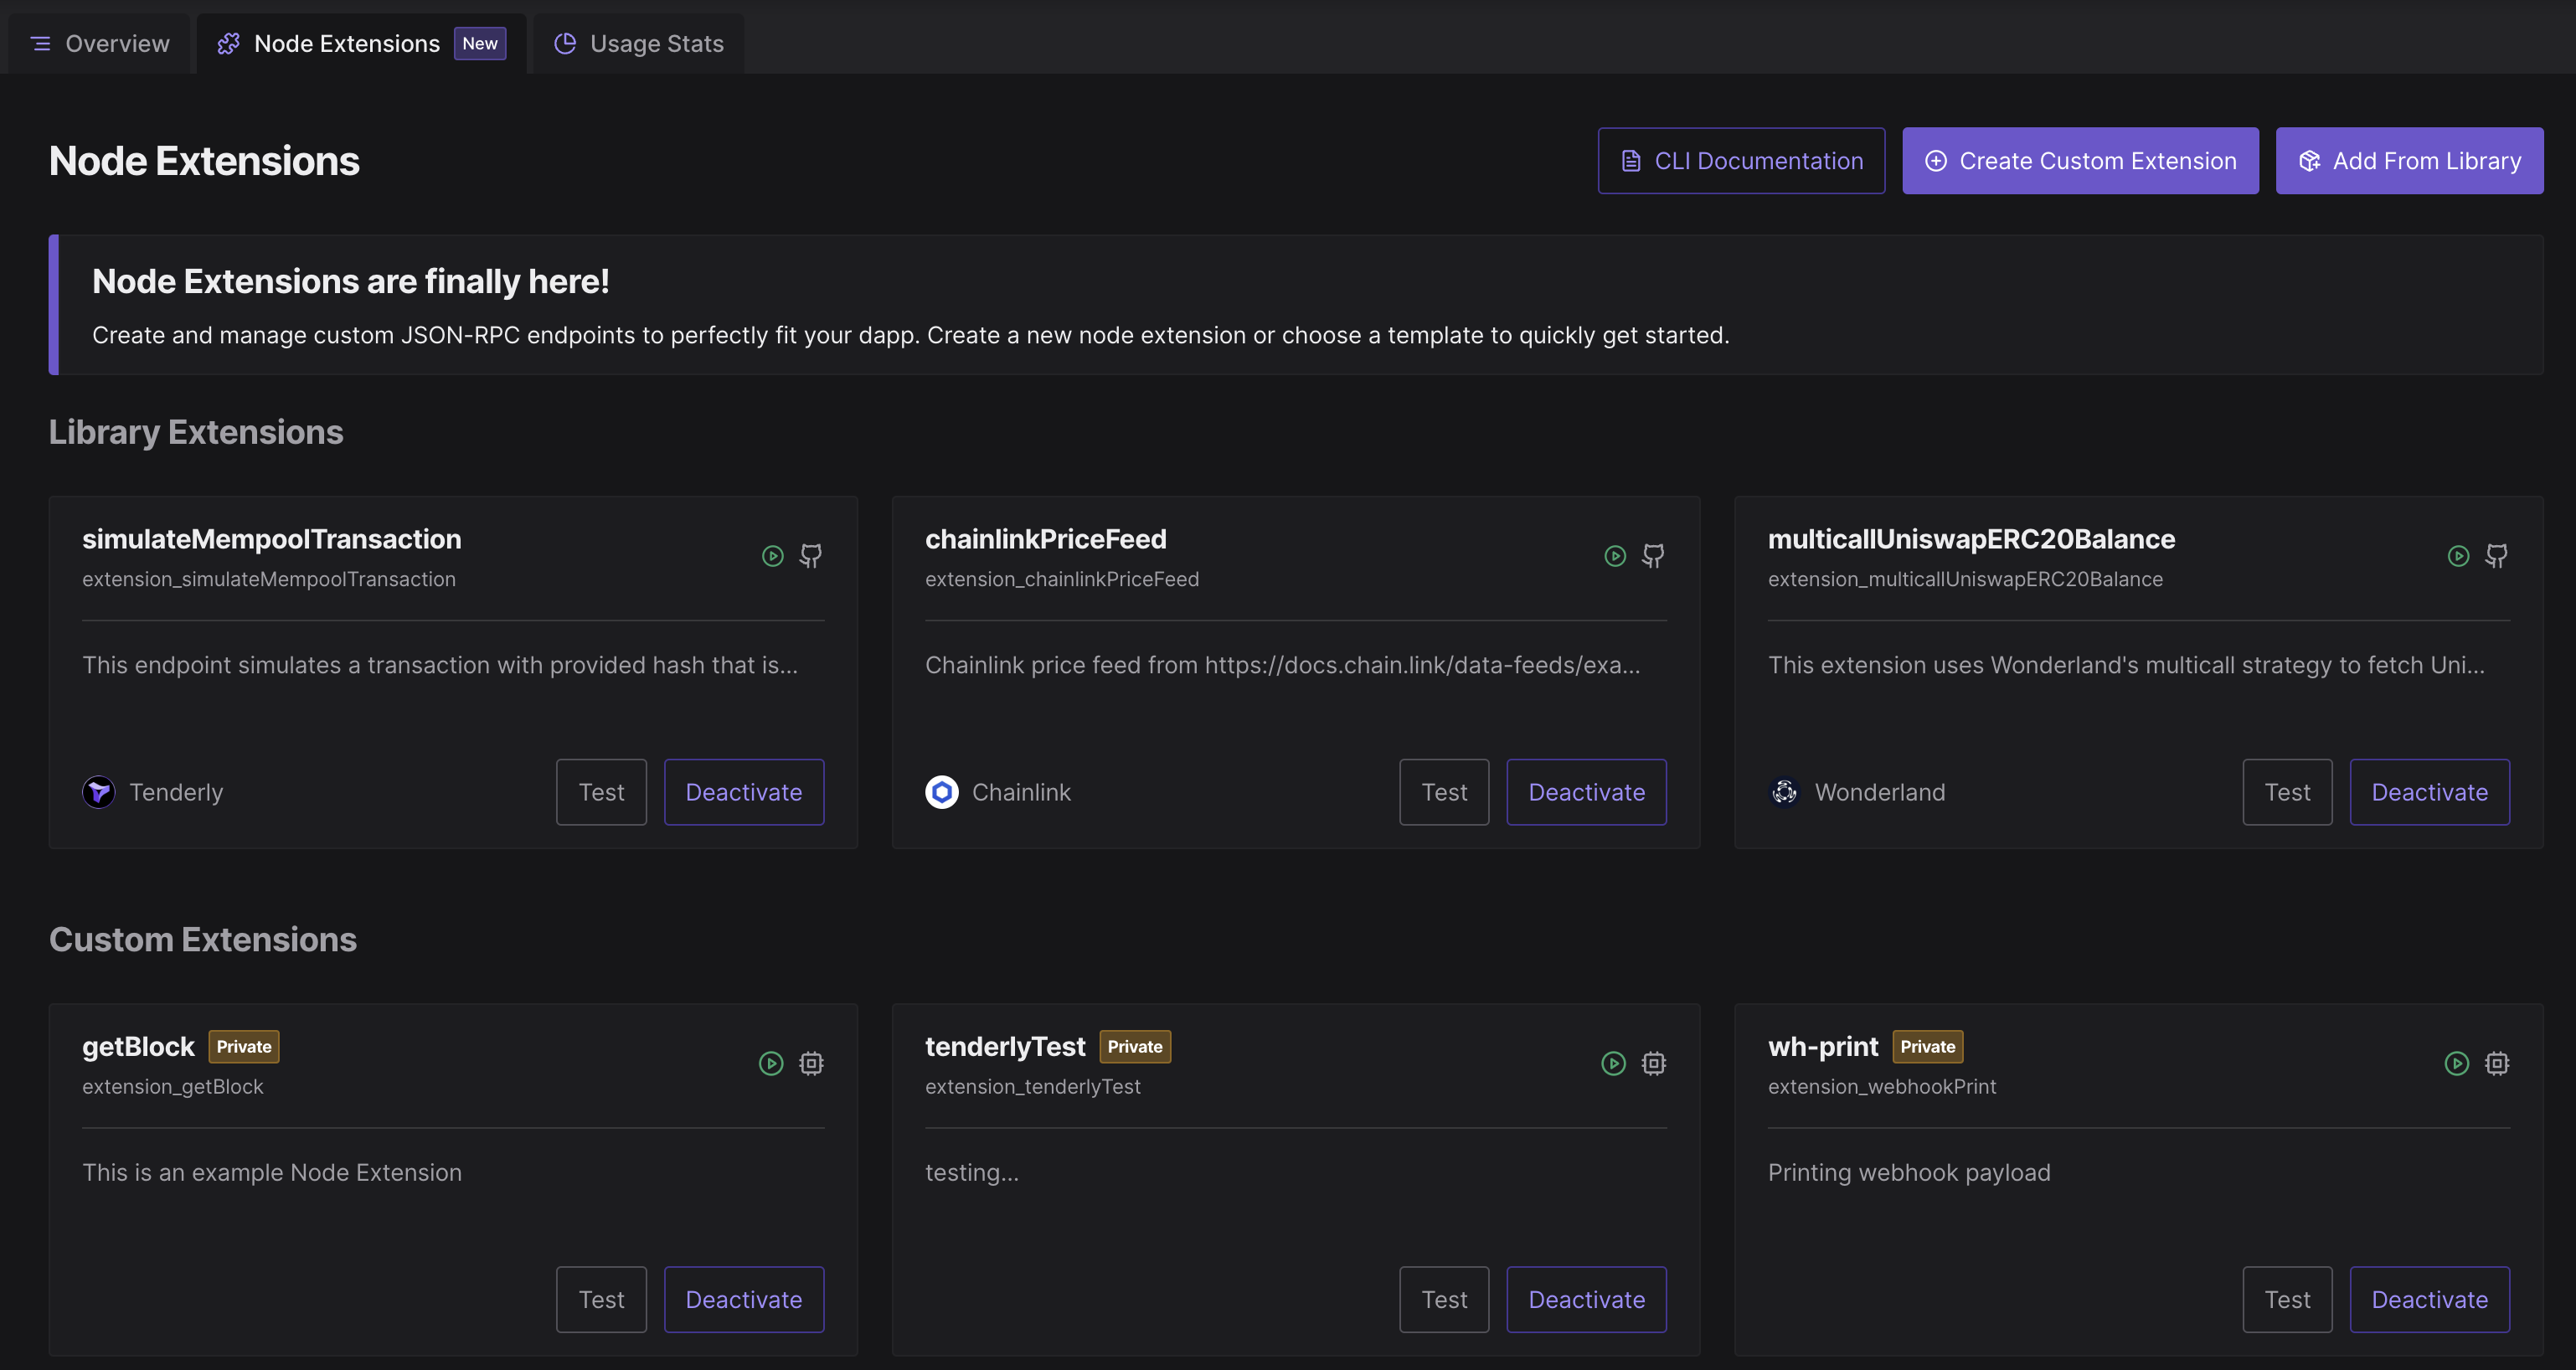 Overview
Node Extensions New
Usage Stats
Node Extensions
CLI Documentation
Create Custom Extension
Add From Library
Node Extensions are finally here!
Create and manage custom JSON-RPC endpoints to perfectly fit your dapp. Create a new node extension or choose a template to quickly get started.
Library Extensions
simulateMempoolTransaction
extension_simulateMempoolTransaction
This endpoint simulates a transaction with provided hash that is...
Tenderly
Test
Deactivate
chainlinkPriceFeed
extension_chainlinkPriceFeed
Chainlink price feed from https://docs.chain.link/data-feeds/exa...
Chainlink
Test
Deactivate
multicallUniswapERC20Balance
extension_multicallUniswapERC20Balance
This extension uses Wonderland's multicall strategy to fetch Uni...
Wonderland
Test
Deactivate
Custom Extensions
getBlock Private
extension_getBlock
This is an example Node Extension
Test
Deactivate
tenderlyTest Private
extension_tenderlyTest
testing...
Test
Deactivate
wh-print Private
extension_webhookPrint
Printing webhook payload
Test
Deactivate